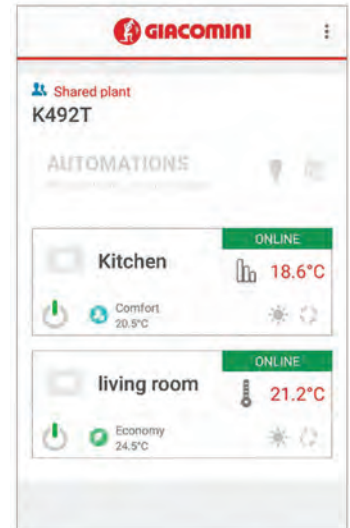 GIACOMINI
Shared plant
K492T
AUTOMATIONS
ONLINE
Kitchen
18.6°C
Comfort
20.5°C
ONLINE
living room
21.2°C
Economy
24.5°C